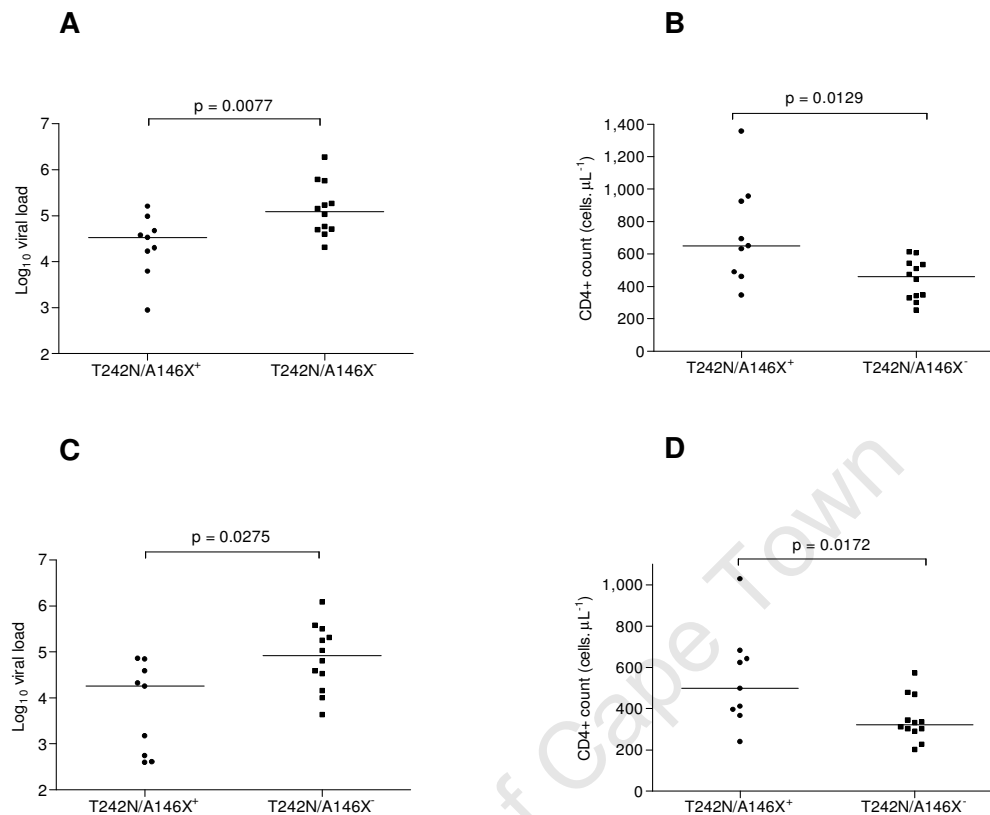 A
p = 0.0077
7
6
5
4
3
2
Log₁₀ viral load
T242N/A146X⁺ T242N/A146X⁻
B
p = 0.0129
1,400
1,200
1,000
800
600
400
200
0
CD4+ count (cells. µL⁻¹)
T242N/A146X⁺ T242N/A146X⁻
C
p = 0.0275
7
6
5
4
3
2
Log₁₀ viral load
T242N/A146X⁺ T242N/A146X⁻
D
p = 0.0172
1,000
800
600
400
200
0
CD4+ count (cells. µL⁻¹)
T242N/A146X⁺ T242N/A146X⁻
of Cape Town